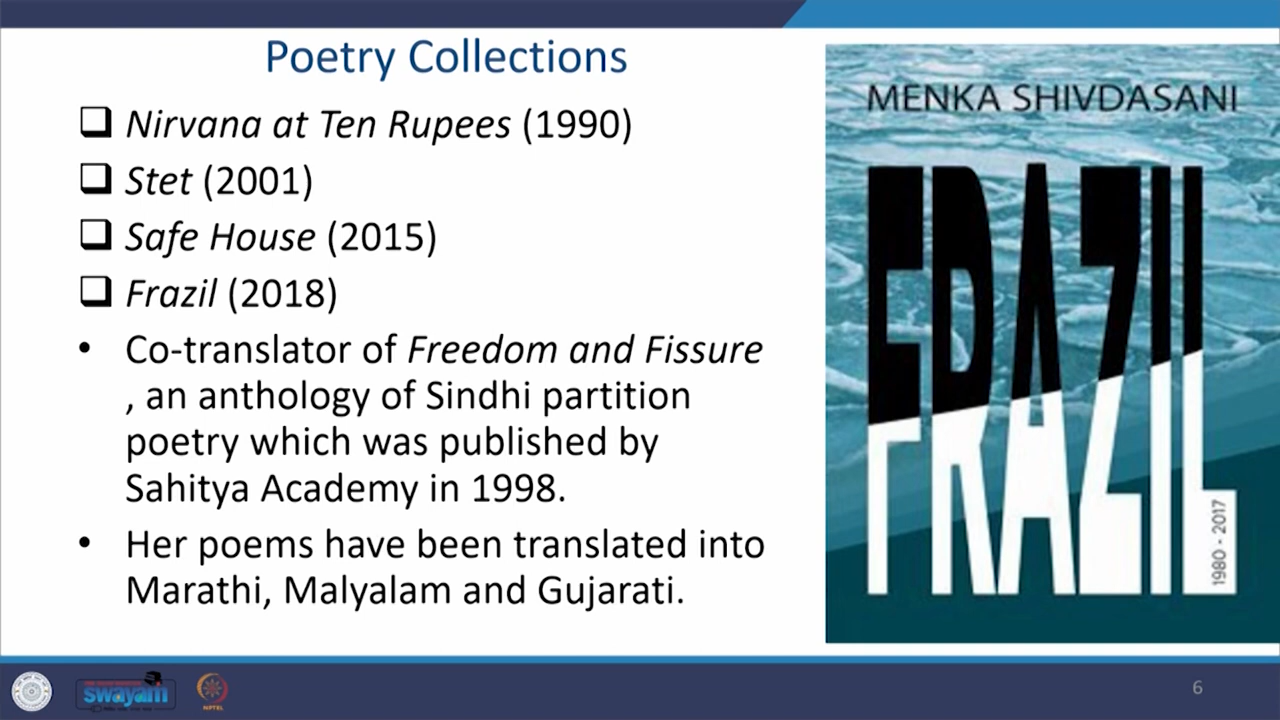 Poetry Collections
Nirvana at Ten Rupees (1990)
Stet (2001)
Safe House (2015)
Frazil (2018)
• Co-translator of Freedom and Fissure
, an anthology of Sindhi partition
poetry which was published by
Sahitya Academy in 1998.
• Her poems have been translated into
Marathi, Malyalam and Gujarati.
MENKA SHIVDASANI
FRAZIL
1980 - 2017
swayam
NPTEL
6